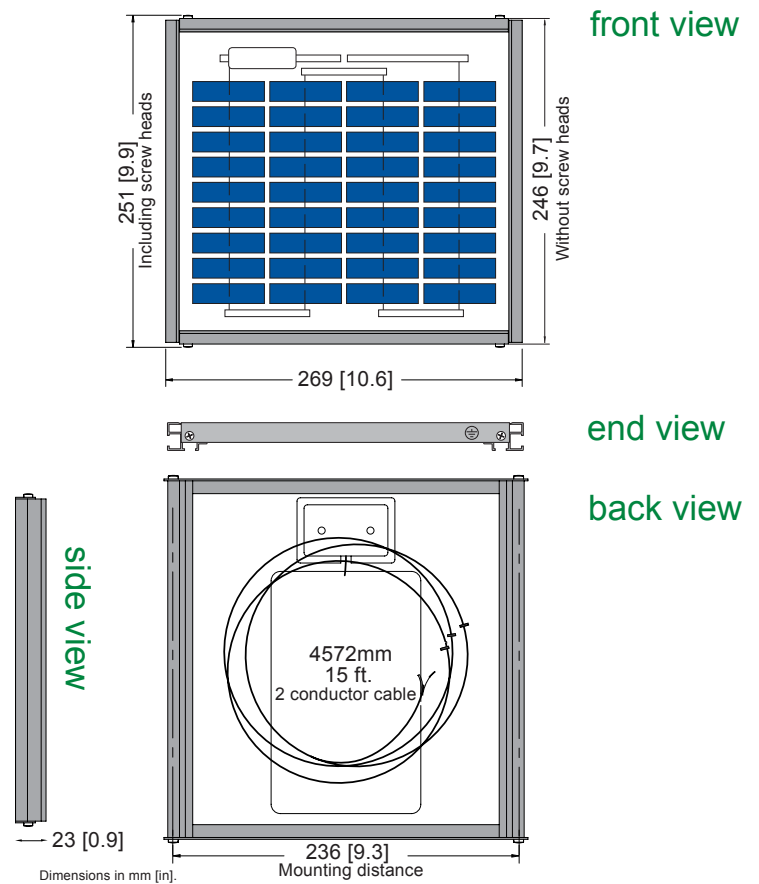 front view
251 [9.9]
Including screw heads
246 [9.7]
Without screw heads
269 [10.6]
end view
back view
side view
4572mm
15 ft.
2 conductor cable
23 [0.9]
236 [9.3]
Mounting distance
Dimensions in mm [in].